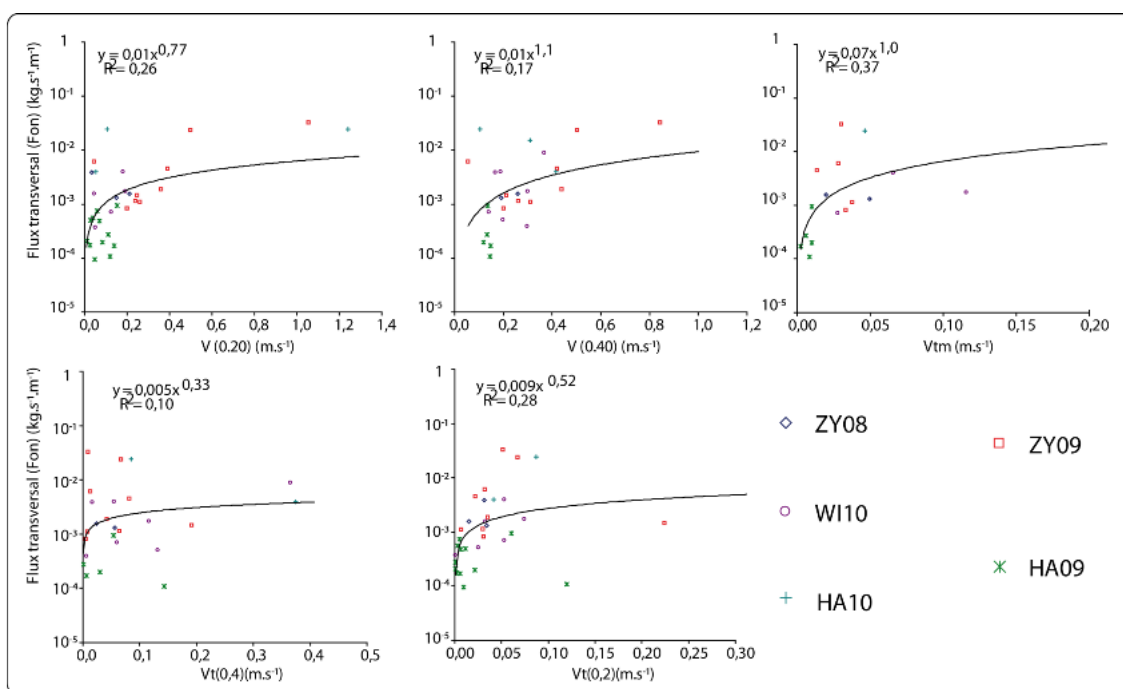 y = 0,01x^0,77
R^2 = 0,26
Flux transversal (Fon) (kg.s⁻¹.m⁻¹)
1
10⁻¹
10⁻²
10⁻³
10⁻⁴
10⁻⁵
0,0 0,2 0,4 0,6 0,8 1,0 1,2 1,4
V (0.20) (m.s⁻¹)
y = 0,01x^1,1
R^2 = 0,17
1
10⁻¹
10⁻²
10⁻³
10⁻⁴
10⁻⁵
0,0 0,2 0,4 0,6 0,8 1,0 1,2
V (0.40) (m.s⁻¹)
y = 0,07x^1,0
R^2 = 0,37
1
10⁻¹
10⁻²
10⁻³
10⁻⁴
10⁻⁵
0,00 0,05 0,10 0,15 0,20
Vtm (m.s⁻¹)
y = 0,005x^0,33
R^2 = 0,10
Flux transversal (Fon) (kg.s⁻¹.m⁻¹)
1
10⁻¹
10⁻²
10⁻³
10⁻⁴
10⁻⁵
0,0 0,1 0,2 0,3 0,4 0,5
Vt(0,4)(m.s⁻¹)
y = 0,009x^0,52
R^2 = 0,28
1
10⁻¹
10⁻²
10⁻³
10⁻⁴
10⁻⁵
0,00 0,05 0,10 0,15 0,20 0,30
Vt(0,2)(m.s⁻¹)
ZY08
ZY09
WI10
HA09
HA10